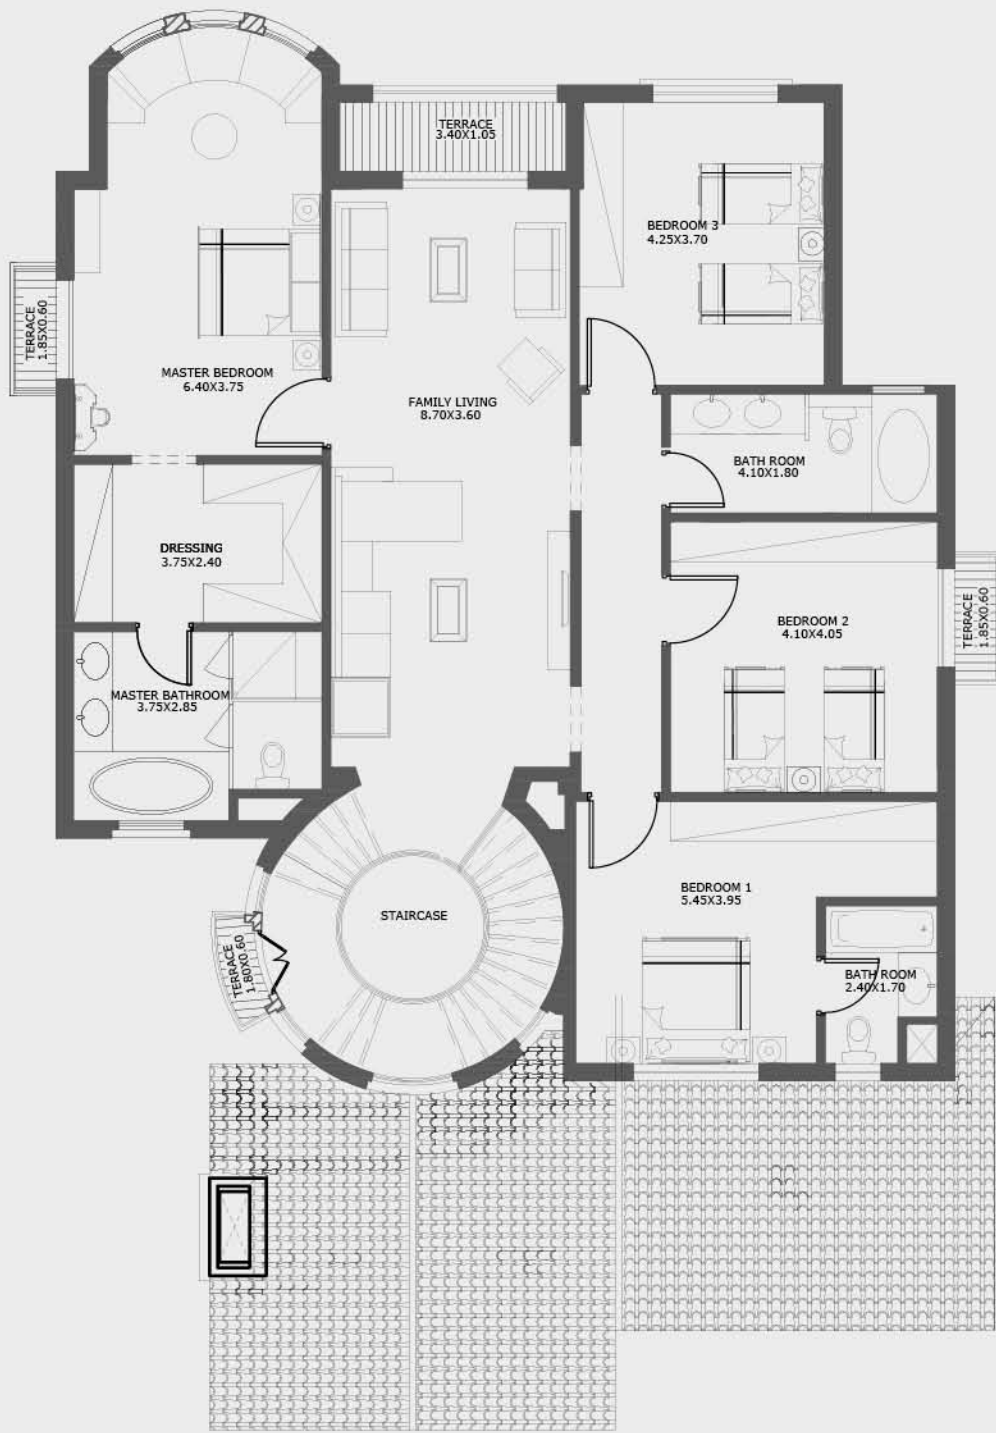 TERRACE
3.40X1.05
BEDROOM 3
4.25X3.70
TERRACE
1.85X0.60
MASTER BEDROOM
6.40X3.75
FAMILY LIVING
8.70X3.60
BATH ROOM
4.10X1.80
DRESSING
3.75X2.40
BEDROOM 2
4.10X4.05
TERRACE
1.85X0.60
MASTER BATHROOM
3.75X2.85
STAIRCASE
BEDROOM 1
5.45X3.95
TERRACE
1.80X0.60
BATH ROOM
2.40X1.70